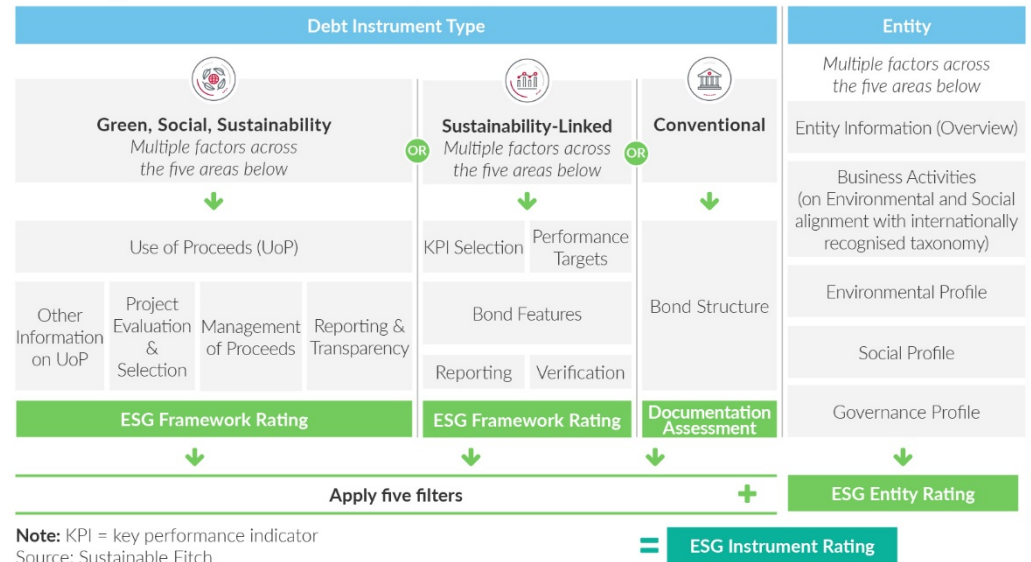 Debt Instrument Type
Entity
Green, Social, Sustainability
Multiple factors across
the five areas below
OR
Sustainability-Linked
Multiple factors across
the five areas below
OR
Conventional
Multiple factors across
the five areas below
Entity Information (Overview)
Business Activities
(on Environmental and Social
alignment with internationally
recognised taxonomy)
Environmental Profile
Social Profile
Governance Profile
Use of Proceeds (UoP)
Other
Information
on UoP
Project
Evaluation
&
Selection
Management
of Proceeds
Reporting &
Transparency
KPI Selection
Performance
Targets
Bond Features
Reporting
Verification
Bond Structure
ESG Framework Rating
ESG Framework Rating
Documentation
Assessment
Apply five filters
+
ESG Entity Rating
Note: KPI = key performance indicator
Source: Sustainable Fitch
=
ESG Instrument Rating